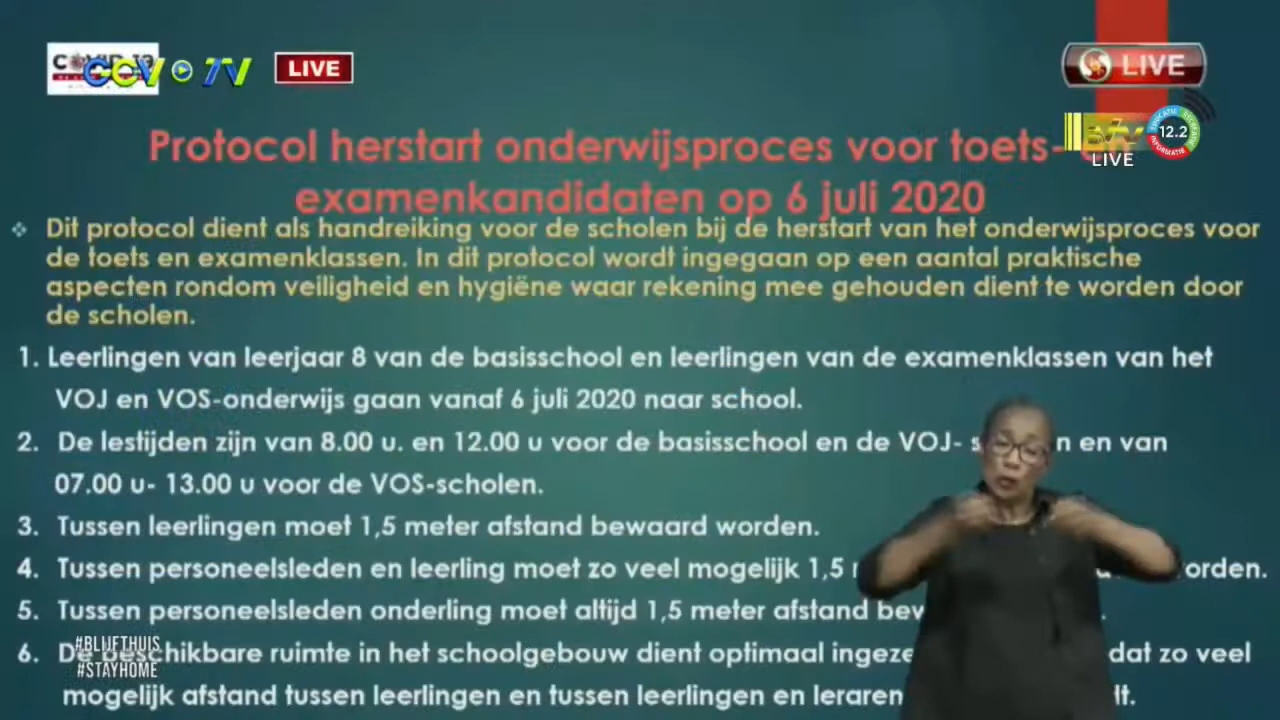 COVID-19
CCV TV
LIVE
LIVE
12.2
LIVE
EDUCATIE
INFORMATIE
Protocol herstart onderwijsproces voor toets-
examenkandidaten op 6 juli 2020
Dit protocol dient als handreiking voor de scholen bij de herstart van het onderwijsproces voor
de toets en examenklassen. In dit protocol wordt ingegaan op een aantal praktische
aspecten rondom veiligheid en hygiëne waar rekening mee gehouden dient te worden door
de scholen.
1. Leerlingen van leerjaar 8 van de basisschool en leerlingen van de examenklassen van het
VOJ en VOS-onderwijs gaan vanaf 6 juli 2020 naar school.
2. De lestijden zijn van 8.00 u. en 12.00 u voor de basisschool en de VOJ- en van
07.00 u- 13.00 u voor de VOS-scholen.
3. Tussen leerlingen moet 1,5 meter afstand bewaard worden.
4. Tussen personeelsleden en leerling moet zo veel mogelijk 1,5 orden.
5. Tussen personeelsleden onderling moet altijd 1,5 meter afstand bew
6. De beschikbare ruimte in het schoolgebouw dient optimaal ingeze dat zo veel
mogelijk afstand tussen leerlingen en tussen leerlingen en leraren dt.
#BLIJFTHUIS
#STAYHOME